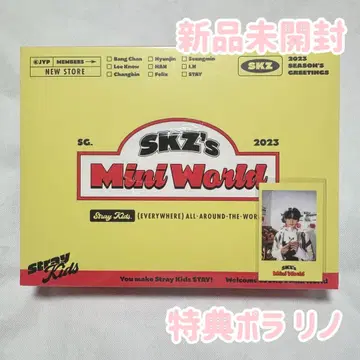 新品未開封
©JYP MEMBERS
NEW STORE
Bang Chan Hyunjin Seungmin
Lee Know HAN I.N
Changbin Felix STAY
SKZ
2023
SEASON'S
GREETINGS
SG. SKZ's 2023
Mini World
Stray Kids. (EVERYWHERE) ALL-AROUND-THE-WOR
SKZ's
Mini World
Stray
Kids
You make Stray Kids STAY!
特典ポラ リノ